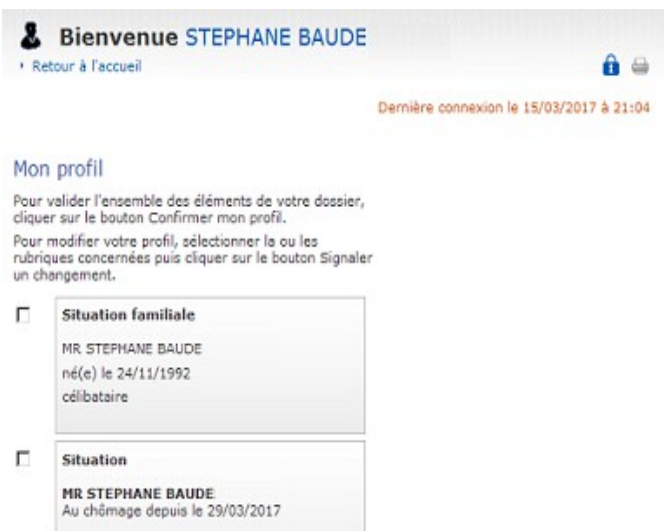 Bienvenue STEPHANE BAUDE
Retour à l'accueil
Dernière connexion le 15/03/2017 à 21:04
Mon profil
Pour valider l'ensemble des éléments de votre dossier,
cliquer sur le bouton Confirmer mon profil.
Pour modifier votre profil, sélectionner la ou les
rubriques concernées puis cliquer sur le bouton Signaler
un changement.
Situation familiale
MR STEPHANE BAUDE
né(e) le 24/11/1992
célibataire
Situation
MR STEPHANE BAUDE
Au chômage depuis le 29/03/2017